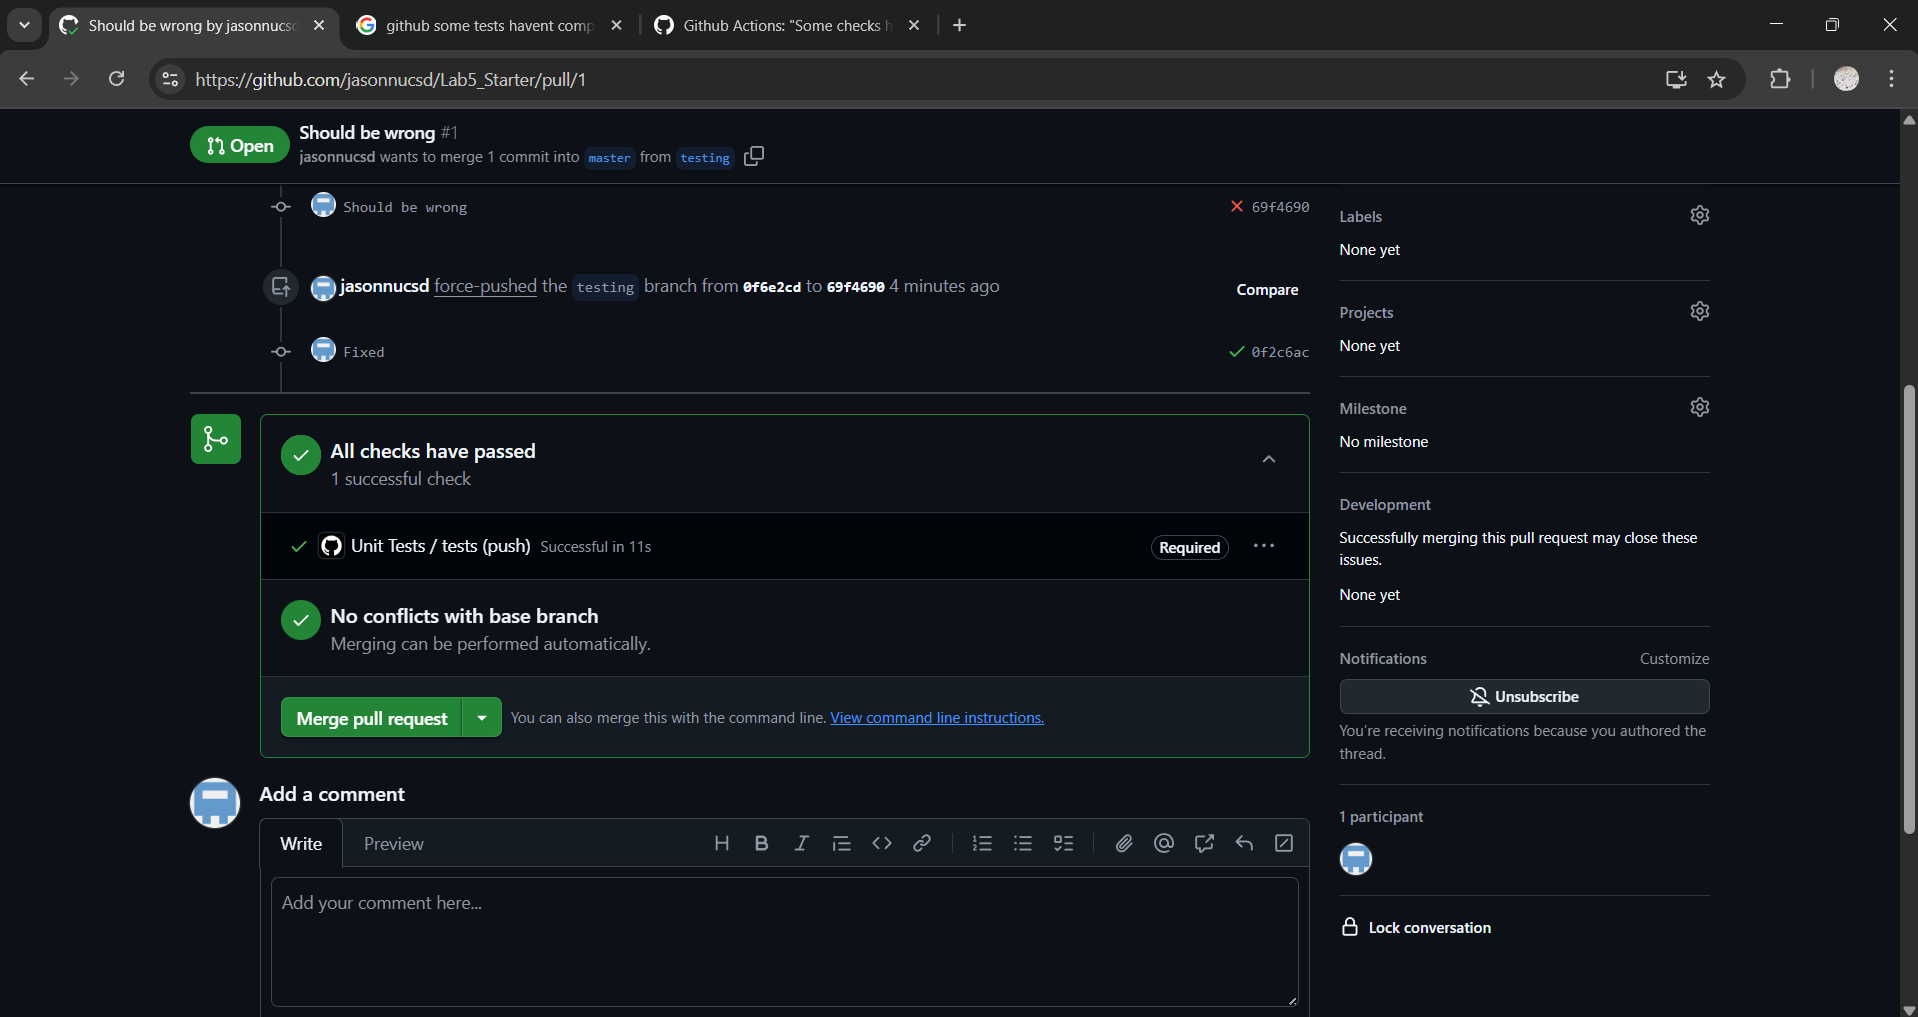 Should be wrong by jasonnucsd
github some tests havent comp
Github Actions: "Some checks h
https://github.com/jasonnucsd/Lab5_Starter/pull/1
Open
Should be wrong #1
jasonnucsd wants to merge 1 commit into master from testing
Should be wrong
69f4690
jasonnucsd force-pushed the testing branch from 0f6e2cd to 69f4690 4 minutes ago
Compare
Fixed
0f2c6ac
All checks have passed
1 successful check
Unit Tests / tests (push) Successful in 11s
Required
No conflicts with base branch
Merging can be performed automatically.
Merge pull request
You can also merge this with the command line. View command line instructions.
Add a comment
Write
Preview
Add your comment here...
Labels
None yet
Projects
None yet
Milestone
No milestone
Development
Successfully merging this pull request may close these
issues.
None yet
Notifications
Customize
Unsubscribe
You're receiving notifications because you authored the
thread.
1 participant
Lock conversation